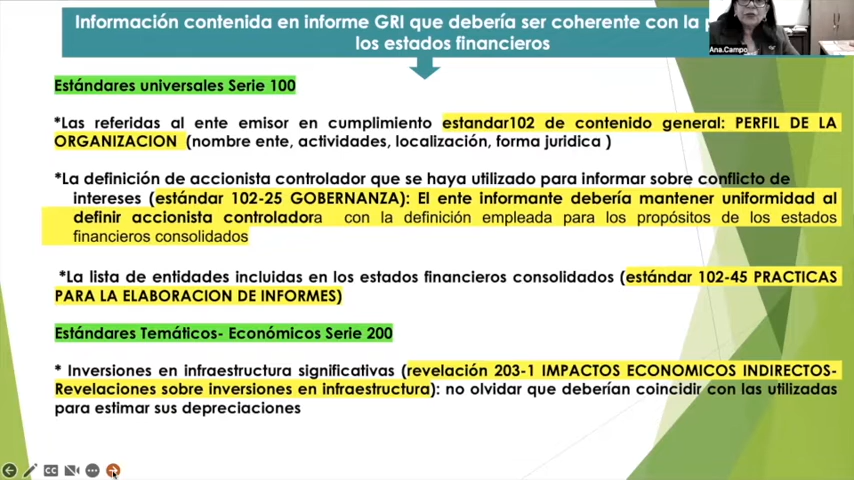 Información contenida en informe GRI que debería ser coherente con la
los estados financieros
Ana.Campo
Estándares universales Serie 100
*Las referidas al ente emisor en cumplimiento estandar102 de contenido general: PERFIL DE LA
ORGANIZACION (nombre ente, actividades, localización, forma juridica )
*La definición de accionista controlador que se haya utilizado para informar sobre conflicto de
intereses (estándar 102-25 GOBERNANZA): El ente informante debería mantener uniformidad al
definir accionista controladora con la definición empleada para los propósitos de los estados
financieros consolidados
*La lista de entidades incluidas en los estados financieros consolidados (estándar 102-45 PRACTICAS
PARA LA ELABORACION DE INFORMES)
Estándares Temáticos- Económicos Serie 200
* Inversiones en infraestructura significativas (revelación 203-1 IMPACTOS ECONOMICOS INDIRECTOS-
Revelaciones sobre inversiones en infraestructura): no olvidar que deberían coincidir con las utilizadas
para estimar sus depreciaciones
CC